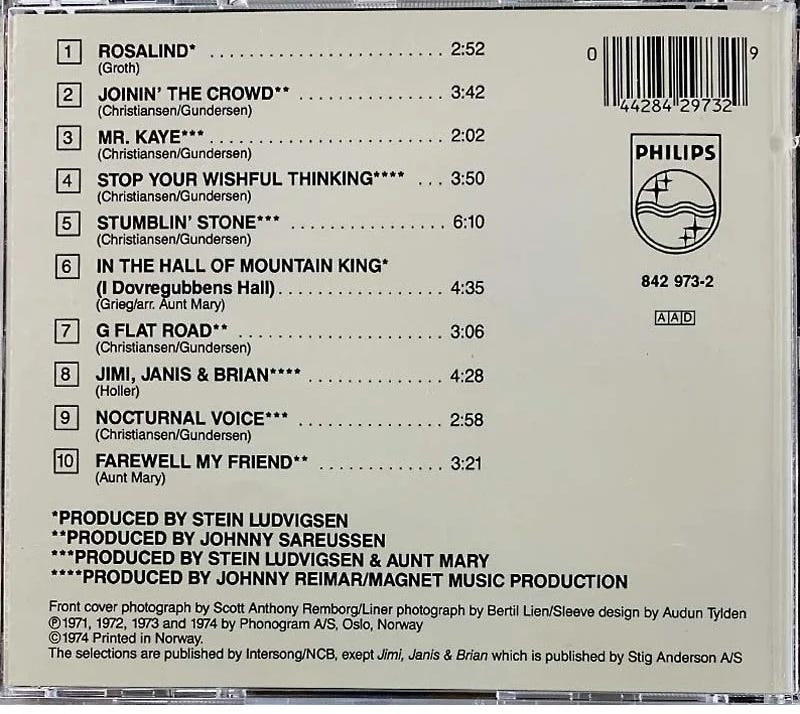 1 ROSALIND* ........................ 2:52
(Groth)
2 JOININ' THE CROWD** ............... 3:42
(Christiansen/Gundersen)
3 MR. KAYE*** ........................ 2:02
(Christiansen/Gundersen)
4 STOP YOUR WISHFUL THINKING**** ... 3:50
(Christiansen/Gundersen)
5 STUMBLIN' STONE*** ................ 6:10
(Christiansen/Gundersen)
6 IN THE HALL OF MOUNTAIN KING*
(I Dovregubbens Hall) ................. 4:35
(Grieg/arr. Aunt Mary)
7 G FLAT ROAD** ..................... 3:06
(Christiansen/Gundersen)
8 JIMI, JANIS & BRIAN**** .............. 4:28
(Holler)
9 NOCTURNAL VOICE*** ............... 2:58
(Christiansen/Gundersen)
10 FAREWELL MY FRIEND** ............. 3:21
(Aunt Mary)
*PRODUCED BY STEIN LUDVIGSEN
**PRODUCED BY JOHNNY SAREUSSEN
***PRODUCED BY STEIN LUDVIGSEN & AUNT MARY
****PRODUCED BY JOHNNY REIMAR/MAGNET MUSIC PRODUCTION
Front cover photograph by Scott Anthony Remborg/Liner photograph by Bertil Lien/Sleeve design by Audun Tylden
℗1971, 1972, 1973 and 1974 by Phonogram A/S, Oslo, Norway
©1974 Printed in Norway.
The selections are published by Intersong/NCB, exept Jimi, Janis & Brian which is published by Stig Anderson A/S
0 44284 29732 9
PHILIPS
842 973-2
AAD